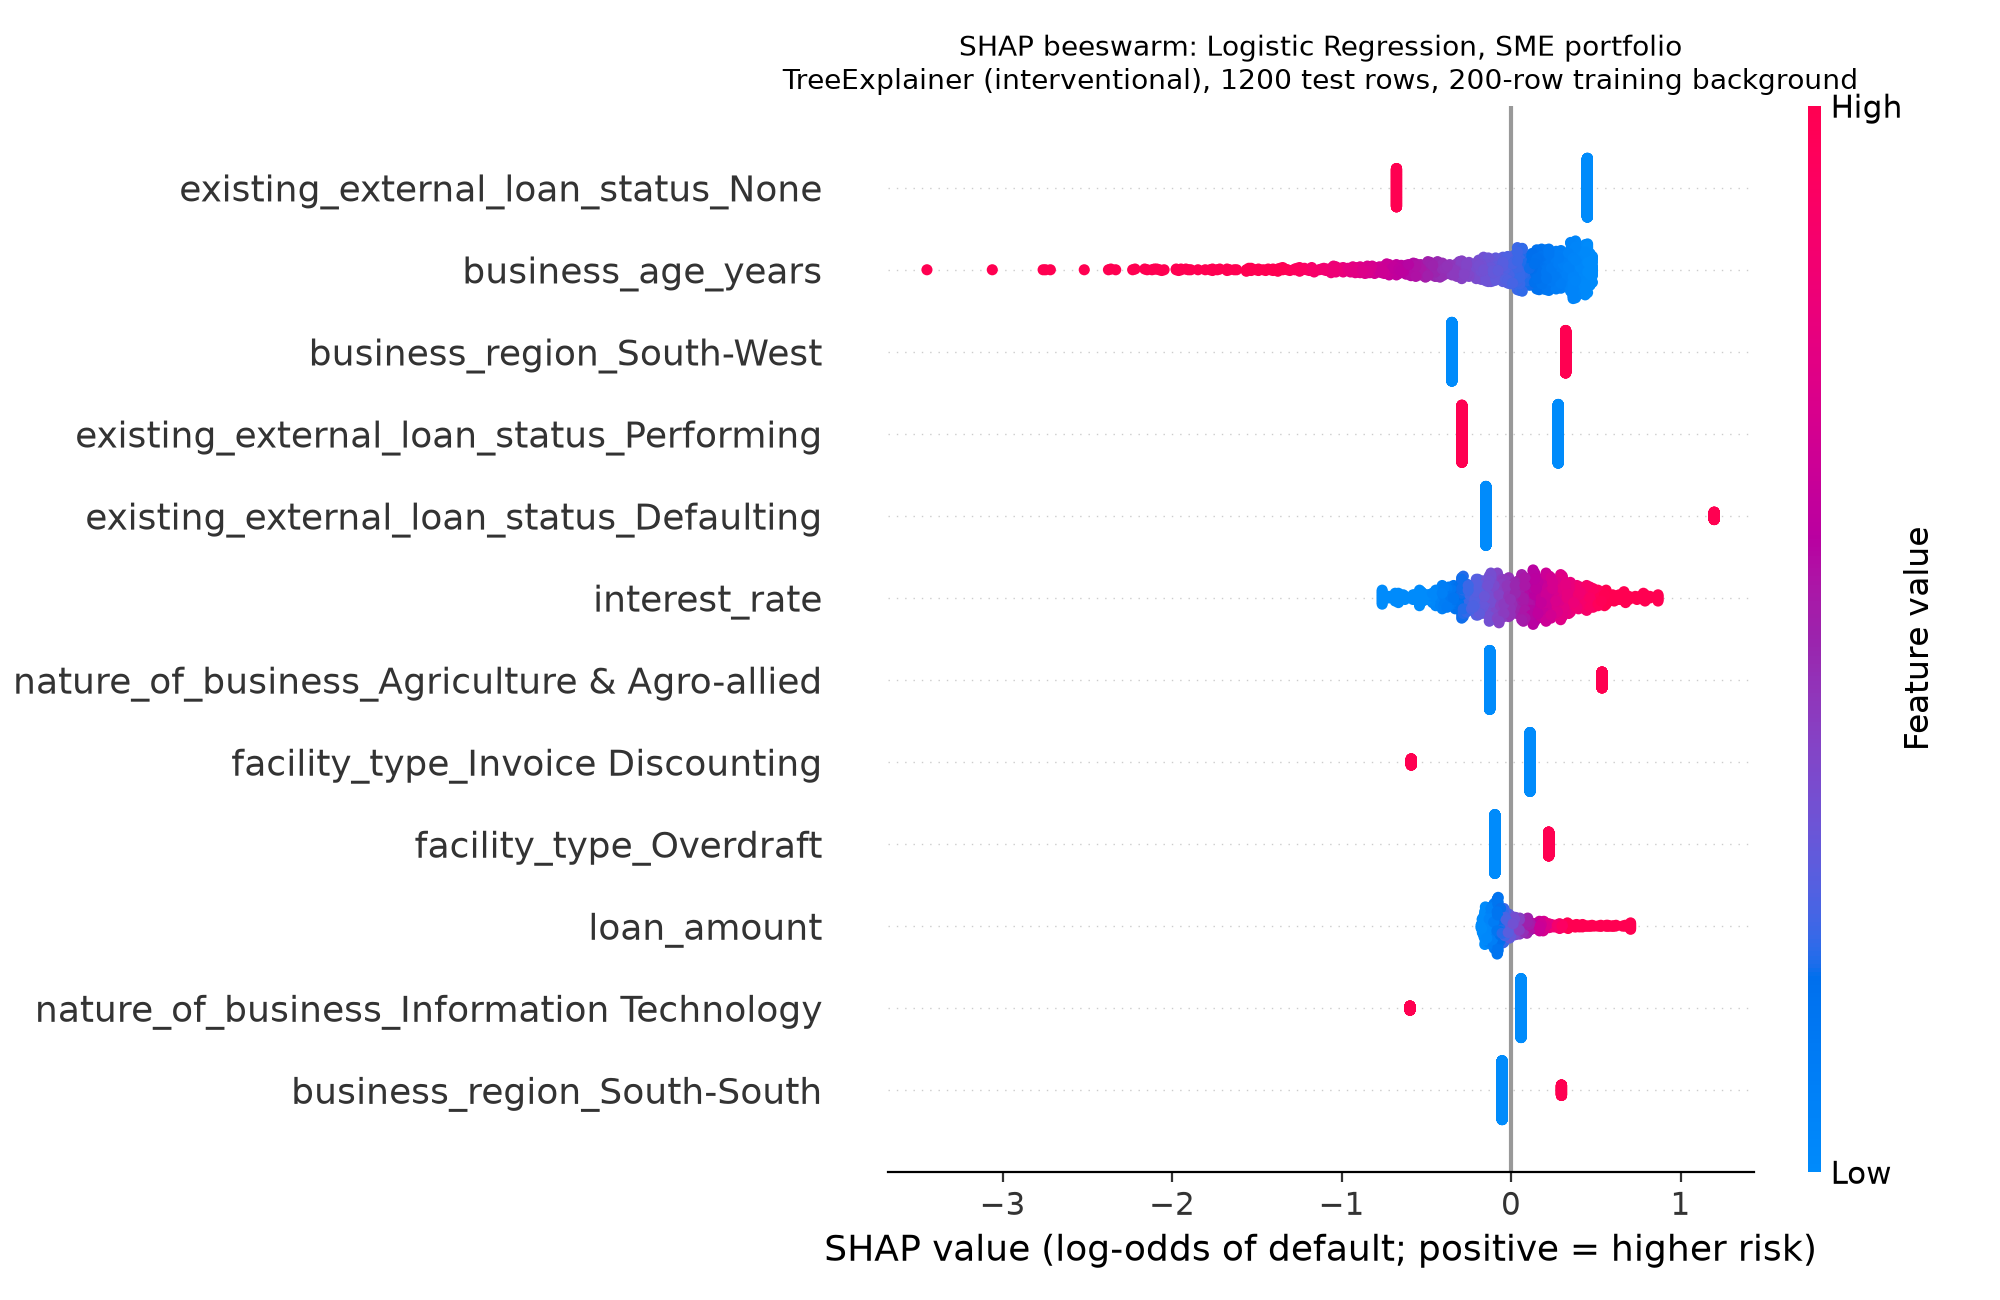 SHAP beeswarm: Logistic Regression, SME portfolio
TreeExplainer (interventional), 1200 test rows, 200-row training background
High
existing_external_loan_status_None
business_age_years
business_region_South-West
existing_external_loan_status_Performing
existing_external_loan_status_Defaulting
interest_rate
nature_of_business_Agriculture & Agro-allied
facility_type_Invoice Discounting
facility_type_Overdraft
loan_amount
nature_of_business_Information Technology
business_region_South-South
Feature value
Low
−3 −2 −1 0 1
SHAP value (log-odds of default; positive = higher risk)